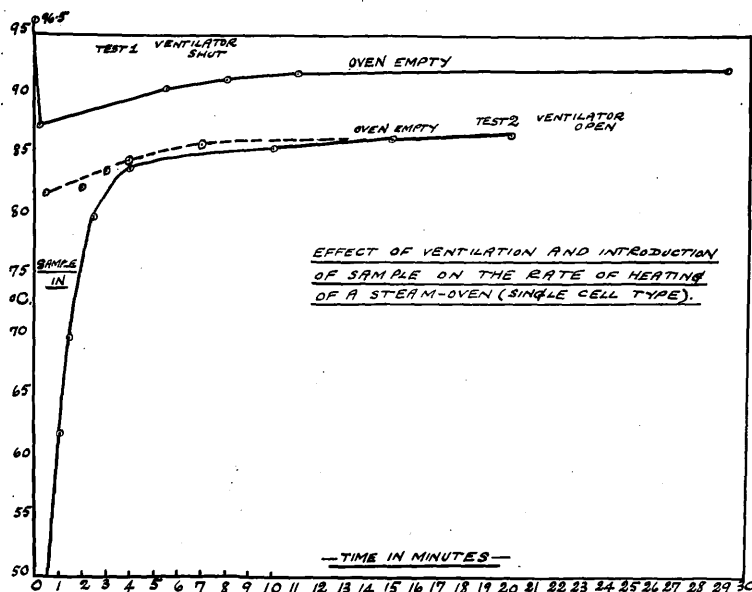 96.5
95
TEST 1 VENTILATOR
SHUT
OVEN EMPTY
90
OVEN EMPTY
TEST 2 VENTILATOR
OPEN
85
80
EFFECT OF VENTILATION AND INTRODUCTION
OF SAMPLE ON THE RATE OF HEATING
OF A STEAM-OVEN (SINGLE CELL TYPE).
SAMPLE
IN
75
°C.
70
65
60
55
50
—TIME IN MINUTES—
0 1 2 3 4 5 6 7 8 9 10 11 12 13 14 15 16 17 18 19 20 21 22 23 24 25 26 27 28 29 30